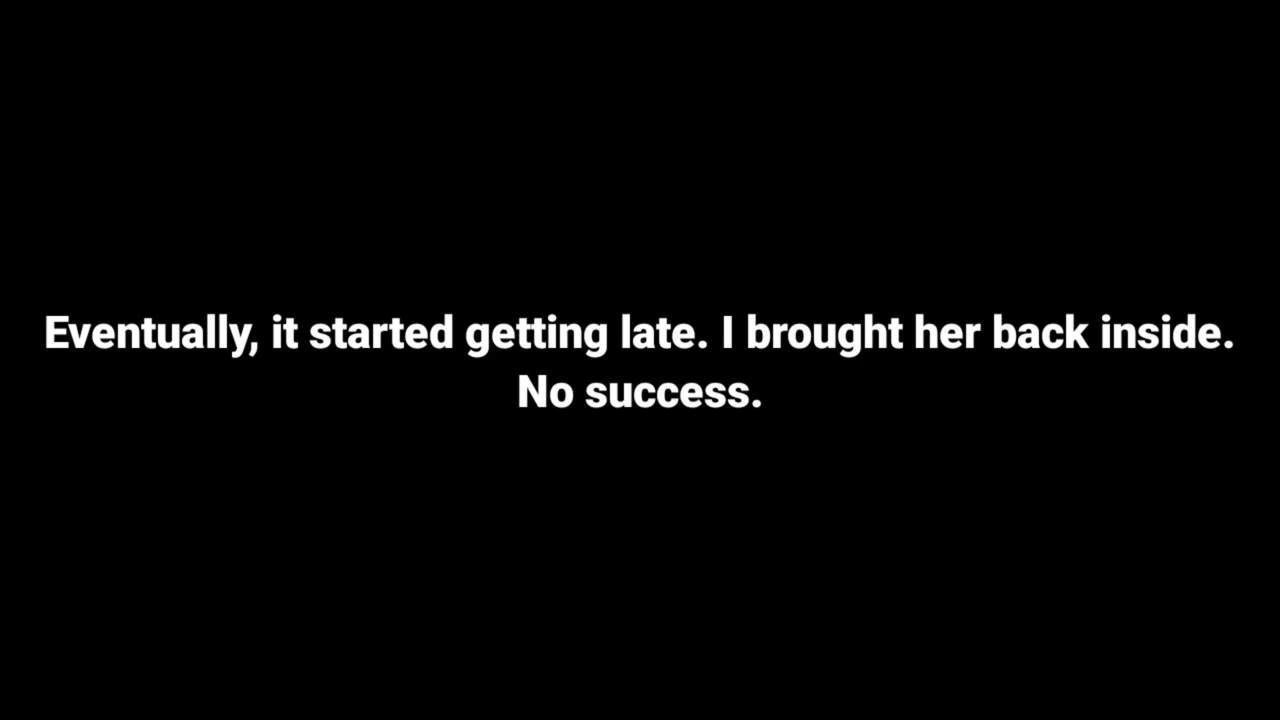 Eventually, it started getting late. I brought her back inside.
No success.